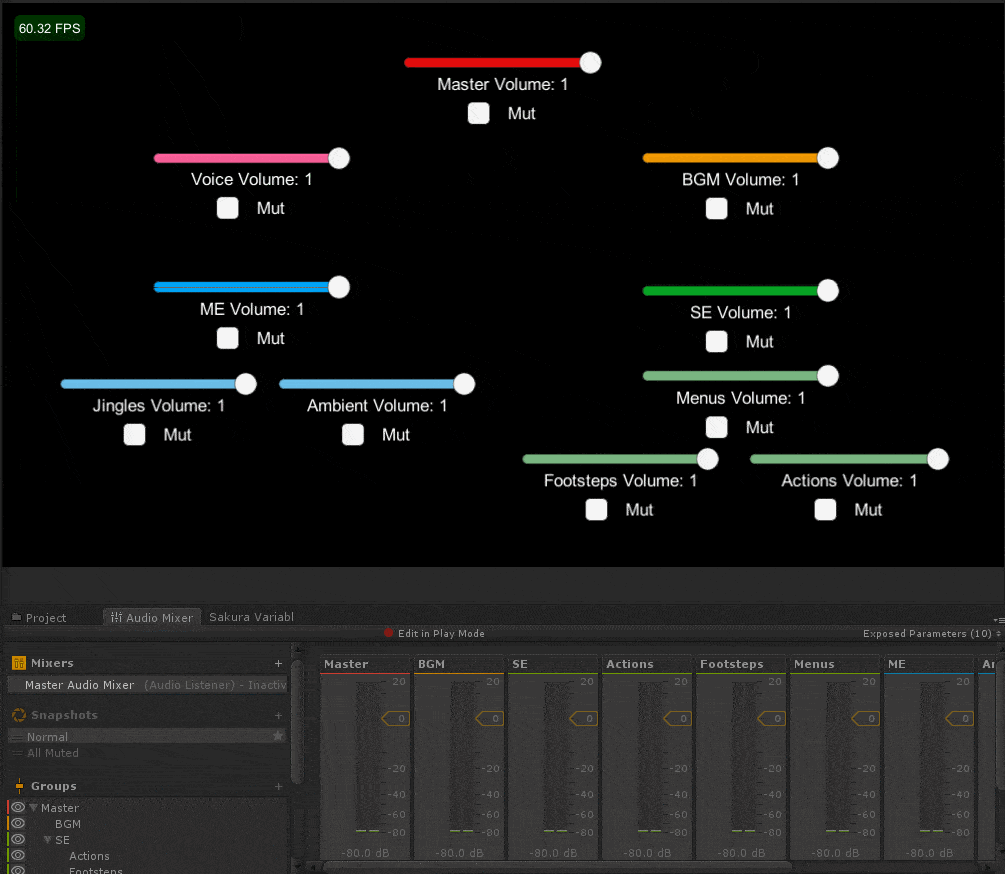 60.32 FPS
Master Volume: 1
Mut
Voice Volume: 1
Mut
BGM Volume: 1
Mut
ME Volume: 1
Mut
SE Volume: 1
Mut
Jingles Volume: 1
Mut
Ambient Volume: 1
Mut
Menus Volume: 1
Mut
Footsteps Volume: 1
Mut
Actions Volume: 1
Mut
Project Audio Mixer Sakura Variabl
Edit in Play Mode Exposed Parameters (10)
Mixers +
Master Audio Mixer (Audio Listener) - Inactiv
Snapshots +
Normal
All Muted
Groups +
Master
BGM
SE
Actions
Footsteps
Master BGM SE Actions Footsteps Menus ME
20 20 20 20 20 20 20
0 0 0 0 0 0 0
-20 -20 -20 -20 -20 -20 -20
-40 -40 -40 -40 -40 -40 -40
-60 -60 -60 -60 -60 -60 -60
-80 -80 -80 -80 -80 -80 -80
-80.0 dB -80.0 dB -80.0 dB -80.0 dB -80.0 dB -80.0 dB -80.0 dB